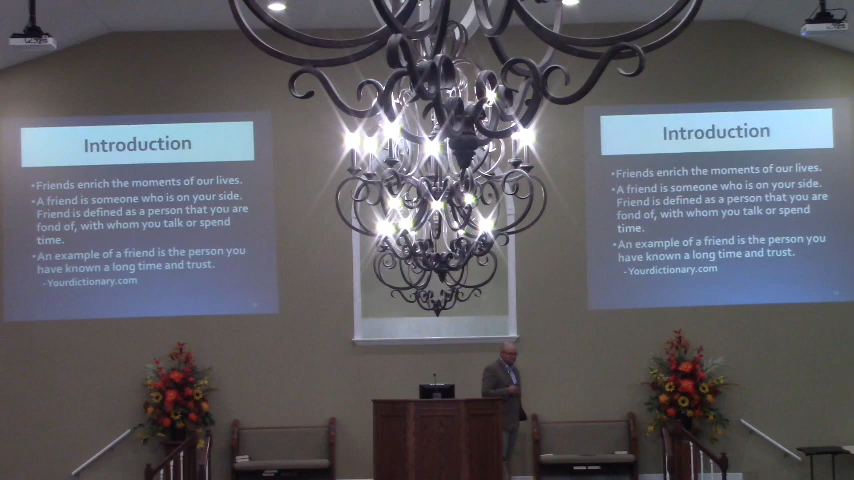 Introduction
•Friends enrich the moments of our lives.
•A friend is someone who is on your side.
Friend is defined as a person that you are
fond of, with whom you talk or spend
time.
•An example of a friend is the person you
have known a long time and trust.
- Yourdictionary.com
Introduction
•Friends enrich the moments of our lives.
•A friend is someone who is on your side.
Friend is defined as a person that you are
fond of, with whom you talk or spend
time.
•An example of a friend is the person you
have known a long time and trust.
- Yourdictionary.com